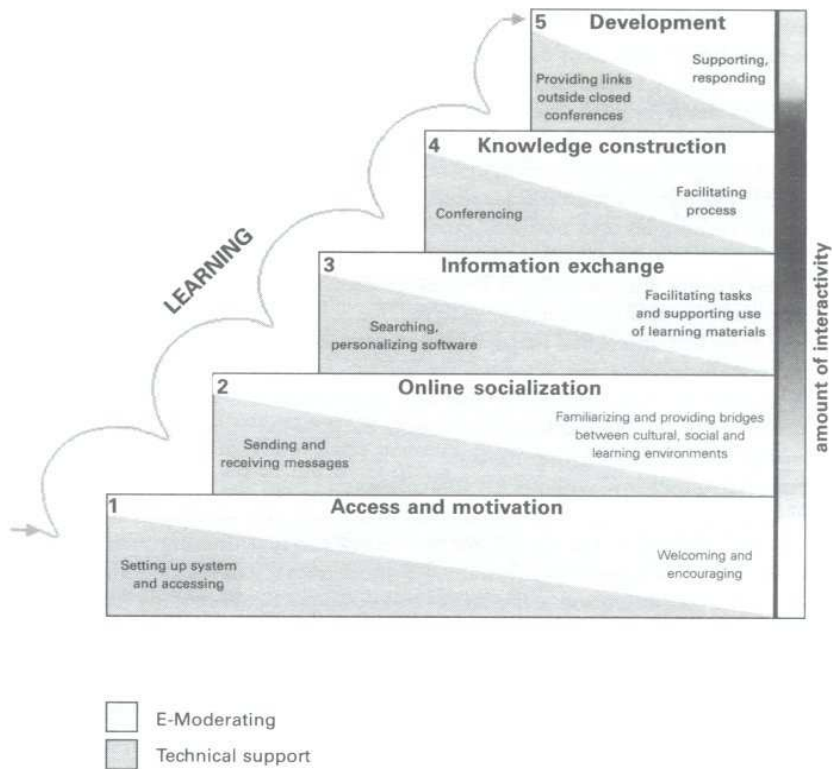 5 Development
Supporting,
responding
Providing links
outside closed
conferences
4 Knowledge construction
Facilitating
process
Conferencing
LEARNING
3 Information exchange
Facilitating tasks
and supporting use
of learning materials
Searching,
personalizing software
2 Online socialization
Familiarizing and providing bridges
between cultural, social and
learning environments
Sending and
receiving messages
1 Access and motivation
Welcoming and
encouraging
Setting up system
and accessing
amount of interactivity
E-Moderating
Technical support